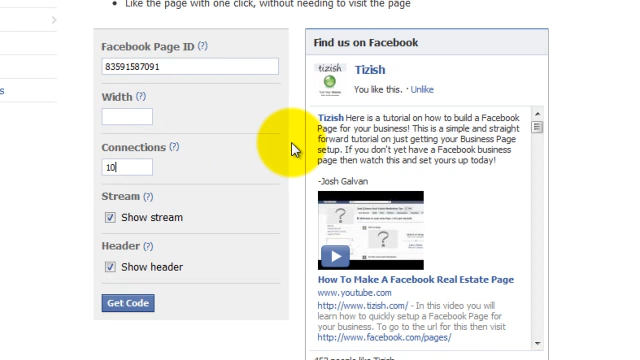 Like the page with one click, without needing to visit the page
Facebook Page ID (?)
83591587091
Width (?)
Connections (?)
10
Stream (?)
Show stream
Header (?)
Show header
Get Code
Find us on Facebook
tizish
Tizish
You like this. · Unlike
Tizish Here is a tutorial on how to build a Facebook
Page for your business! This is a simple and straight
forward tutorial on just getting your Business Page
setup. If you don't yet have a Facebook business
page then watch this and set yours up today!
-Josh Galvan
How To Make A Facebook Real Estate Page
www.youtube.com
http://www.tizish.com/ - In this video you will
learn how to quickly setup a Facebook Page for
your business. To go to the url for this then visit
http://www.facebook.com/pages/
people like Tizish